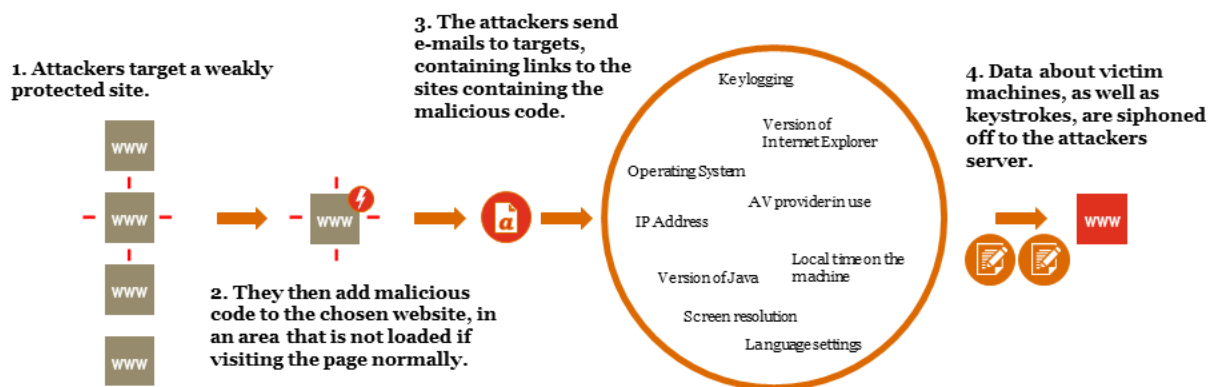 1. Attackers target a weakly
protected site.
www
www
www
www
2. They then add malicious
code to the chosen website, in
an area that is not loaded if
visiting the page normally.
www
3. The attackers send
e-mails to targets,
containing links to the
sites containing the
malicious code.
a
Keylogging
Version of
Internet Explorer
Operating System
AV provider in use
IP Address
Local time on the
machine
Version of Java
Screen resolution
Language settings
4. Data about victim
machines, as well as
keystrokes, are siphoned
off to the attackers
server.
www